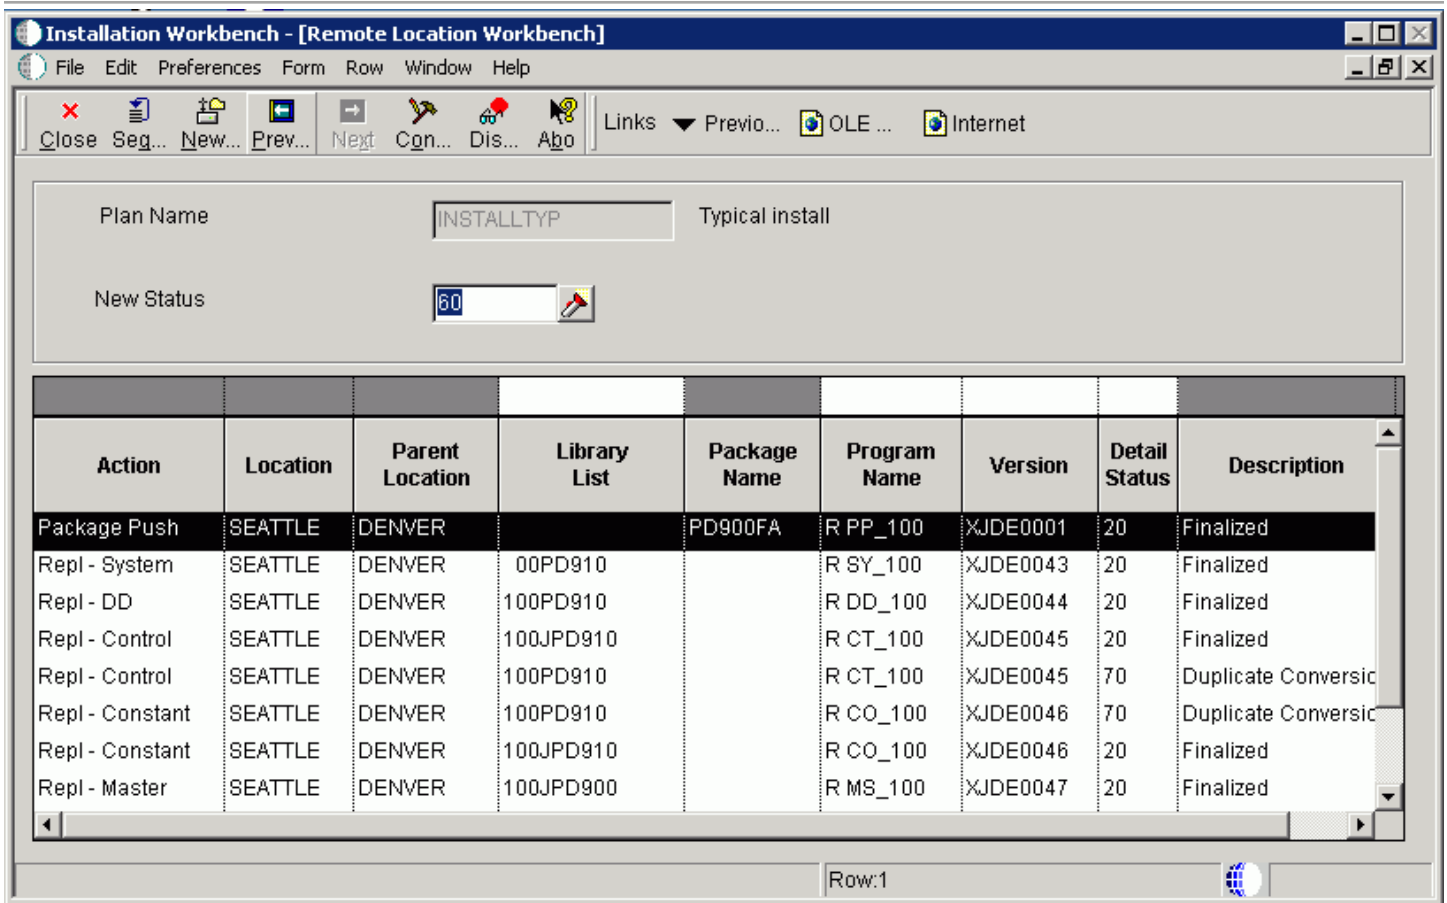 Installation Workbench - [Remote Location Workbench]
File Edit Preferences Form Row Window Help
Close Seq... New... Prev... Next Con... Dis... Abo Links Previo... OLE ... Internet
Plan Name INSTALLTYP Typical install
New Status 60
Action Location Parent Location Library List Package Name Program Name Version Detail Status Description
Package Push SEATTLE DENVER PD900FA R PP_100 XJDE0001 20 Finalized
Repl - System SEATTLE DENVER 00PD910 R SY_100 XJDE0043 20 Finalized
Repl - DD SEATTLE DENVER 100PD910 R DD_100 XJDE0044 20 Finalized
Repl - Control SEATTLE DENVER 100JPD910 R CT_100 XJDE0045 20 Finalized
Repl - Control SEATTLE DENVER 100PD910 R CT_100 XJDE0045 70 Duplicate Conversic
Repl - Constant SEATTLE DENVER 100PD910 R CO_100 XJDE0046 70 Duplicate Conversic
Repl - Constant SEATTLE DENVER 100JPD910 R CO_100 XJDE0046 20 Finalized
Repl - Master SEATTLE DENVER 100JPD900 R MS_100 XJDE0047 20 Finalized
Row:1